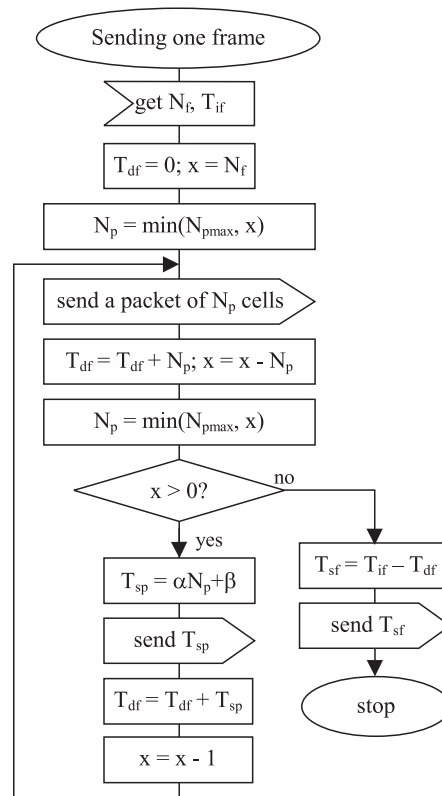 Sending one frame
get N_f, T_if
T_df = 0; x = N_f
N_p = min(N_pmax, x)
send a packet of N_p cells
T_df = T_df + N_p; x = x - N_p
N_p = min(N_pmax, x)
x > 0?
no
yes
T_sp = αN_p+β
send T_sp
T_df = T_df + T_sp
x = x - 1
T_sf = T_if – T_df
send T_sf
stop